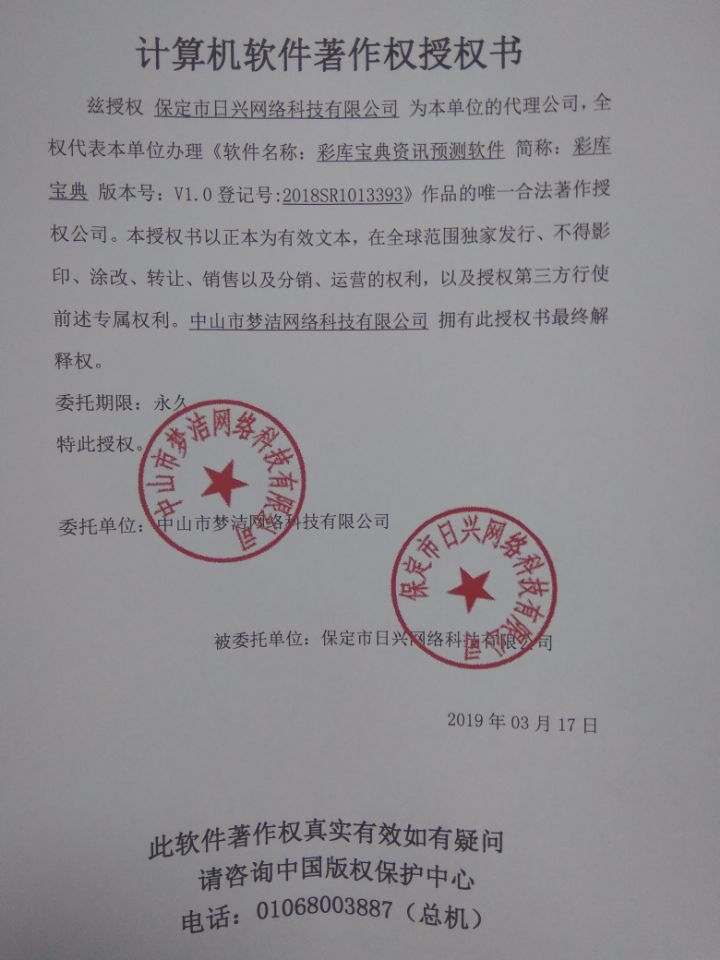 计算机软件著作权授权书
兹授权 保定市日兴网络科技有限公司 为本单位的代理公司,全
权代表本单位办理《软件名称：彩库宝典资讯预测软件 简称：彩库
宝典 版本号：V1.0 登记号:2018SR1013393》作品的唯一合法著作授
权公司。本授权书以正本为有效文本，在全球范围独家发行、不得影
印、涂改、转让、销售以及分销、运营的权利，以及授权第三方行使
前述专属权利。中山市梦洁网络科技有限公司 拥有此授权书最终解
释权。
委托期限：永久
特此授权。
中山市梦洁网络科技有限公司
委托单位：中山市梦洁网络科技有限公司
保定市日兴网络科技有限公司
被委托单位：保定市日兴网络科技有限公司
2019 年 03 月 17 日
此软件著作权真实有效如有疑问
请咨询中国版权保护中心
电话：01068003887（总机）